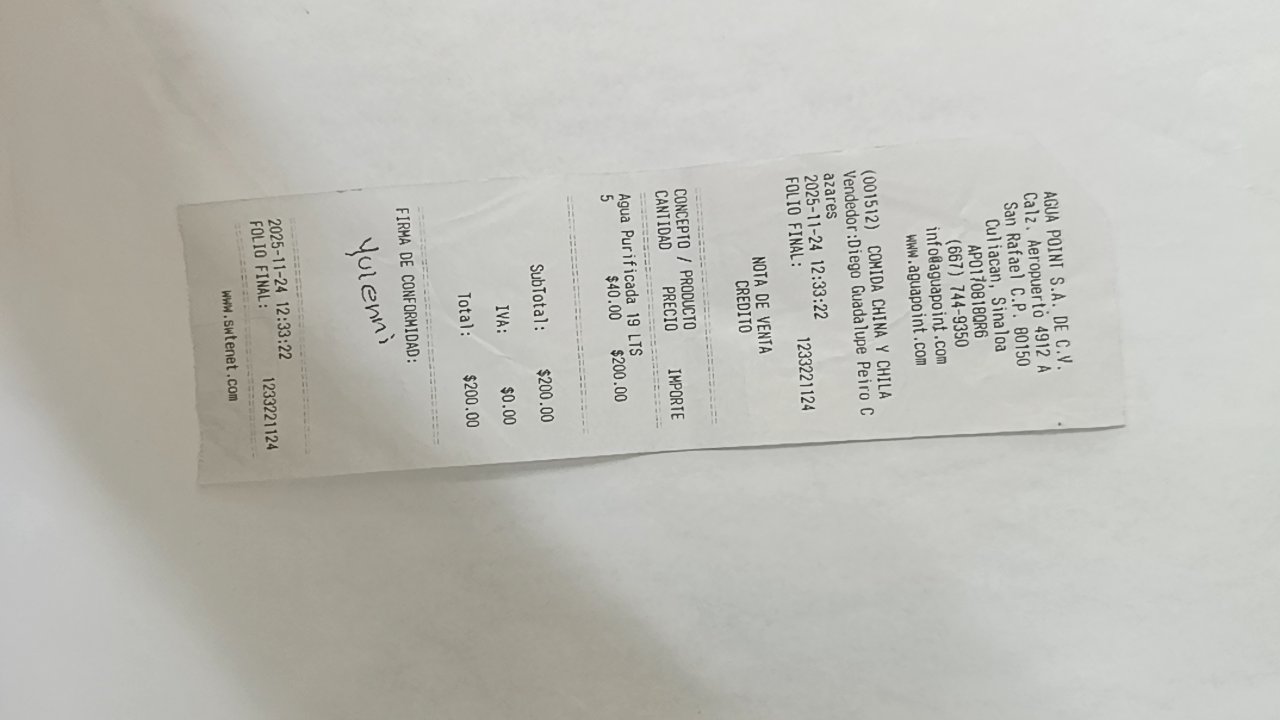 AGUA POINT S.A. DE C.V.
Calz. Aeropuerto 4912 A
San Rafael C.P. 80150
Culiacan, Sinaloa
APO170818QR6
(667) 744-9350
info@aguapoint.com
www.aguapoint.com
(001512) COMIDA CHINA Y CHILA
Vendedor:Diego Guadalupe Peiro C
azares
2025-11-24 12:33:22
FOLIO FINAL: 1233221124
NOTA DE VENTA
CREDITO
CONCEPTO / PRODUCTO
CANTIDAD PRECIO IMPORTE
Agua Purificada 19 LTS
5 $40.00 $200.00
SubTotal: $200.00
IVA: $0.00
Total: $200.00
FIRMA DE CONFORMIDAD:
Yulenni
2025-11-24 12:33:22
FOLIO FINAL: 1233221124
www.swtenet.com